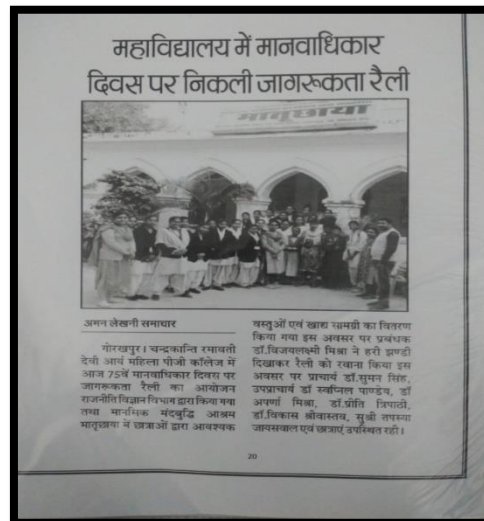 महाविद्यालय में मानवाधिकार
दिवस पर निकली जागरूकता रैली
मातृछाया
अमन लेखनी समाचार
गोरखपुर। चन्द्रकान्ति रमावती
देवी आर्य महिला पीजी कॉलेज में
आज 75वें मानवाधिकार दिवस पर
जागरूकता रैली का आयोजन
राजनीति विज्ञान विभाग द्वारा किया गया
तथा मानसिक मंदबुद्धि आश्रम
मातृछाया में छात्राओं द्वारा आवश्यक
वस्तुओं एवं खाद्य सामग्री का वितरण
किया गया इस अवसर पर प्रबंधक
डॉ.विजयलक्ष्मी मिश्रा ने हरी झण्डी
दिखाकर रैली को रवाना किया इस
अवसर पर प्राचार्य डॉ.सुमन सिंह,
उपप्राचार्य डॉ स्वप्निल पाण्डेय, डॉ
अपर्णा मिश्रा, डॉ.प्रीति त्रिपाठी,
डॉ.विकास श्रीवास्तव, सुश्री तपस्या
जायसवाल एवं छात्राएं उपस्थित रही।
20